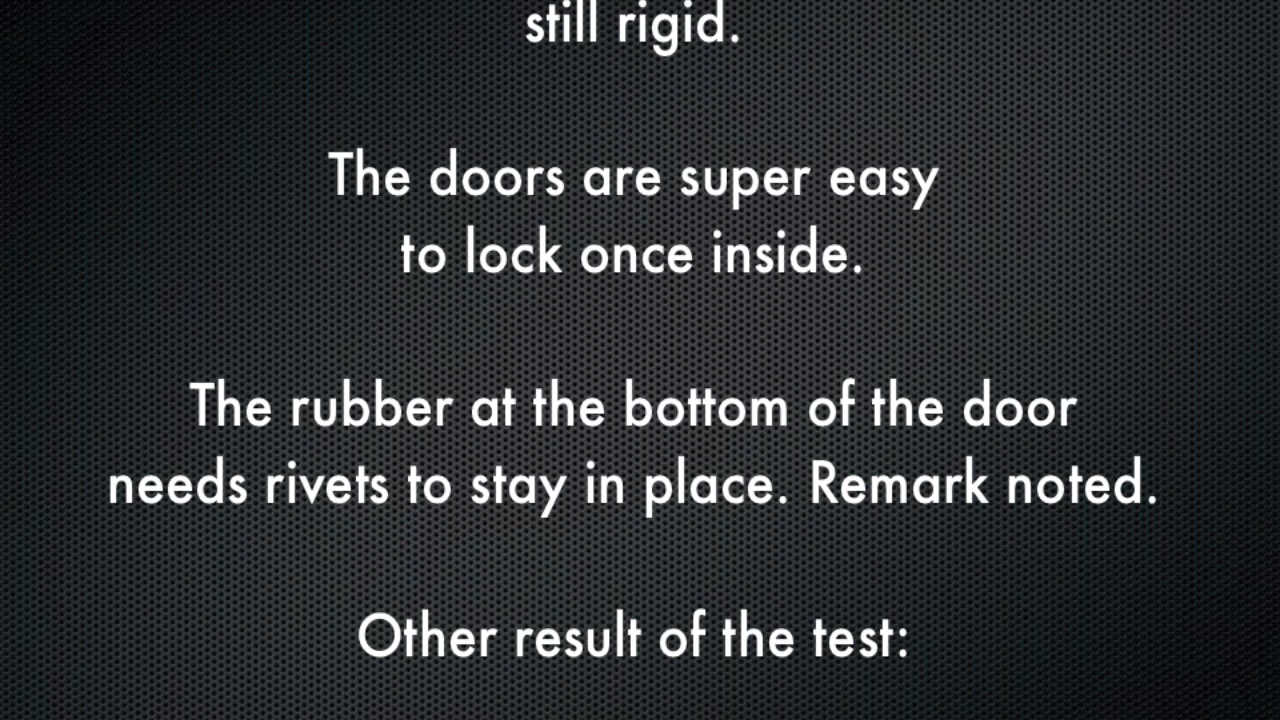 still rigid.
The doors are super easy
to lock once inside.
The rubber at the bottom of the door
needs rivets to stay in place. Remark noted.
Other result of the test: